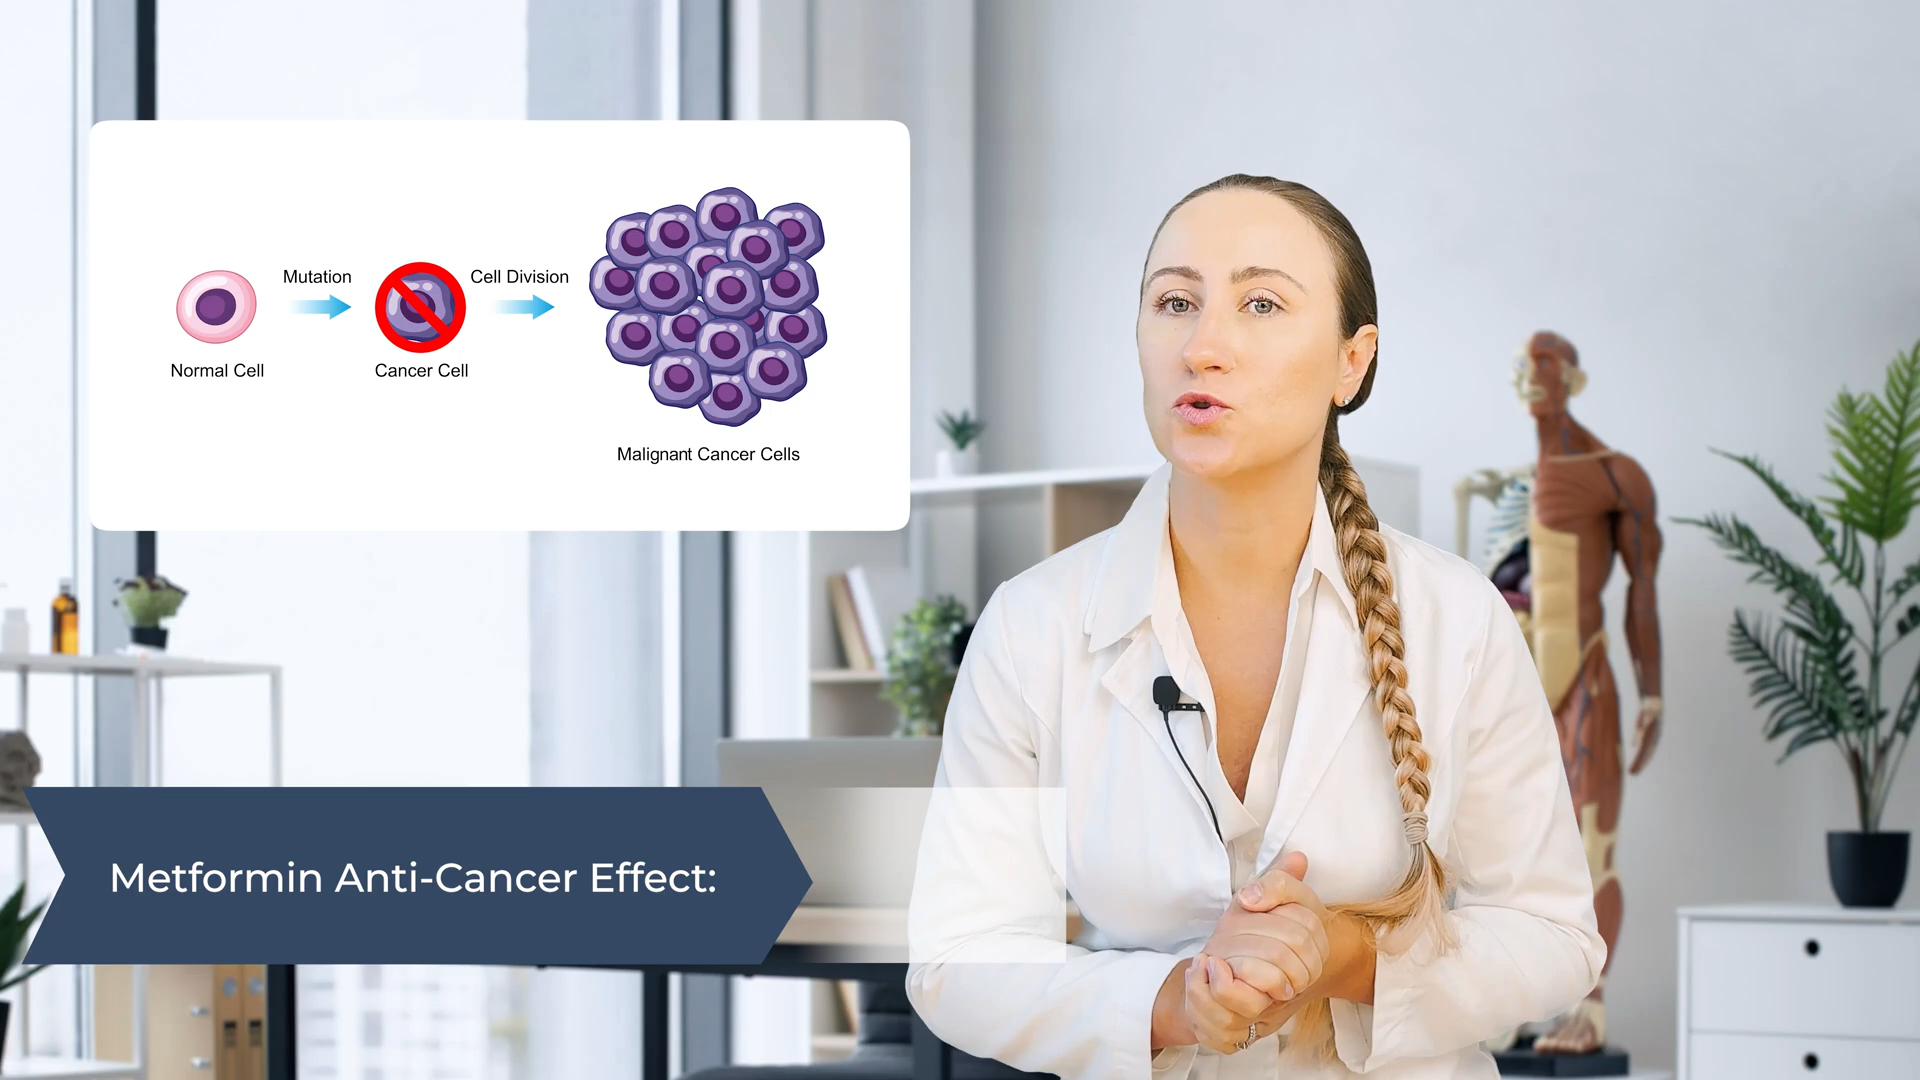 Mutation
Cell Division
Normal Cell
Cancer Cell
Malignant Cancer Cells
Metformin Anti-Cancer Effect: